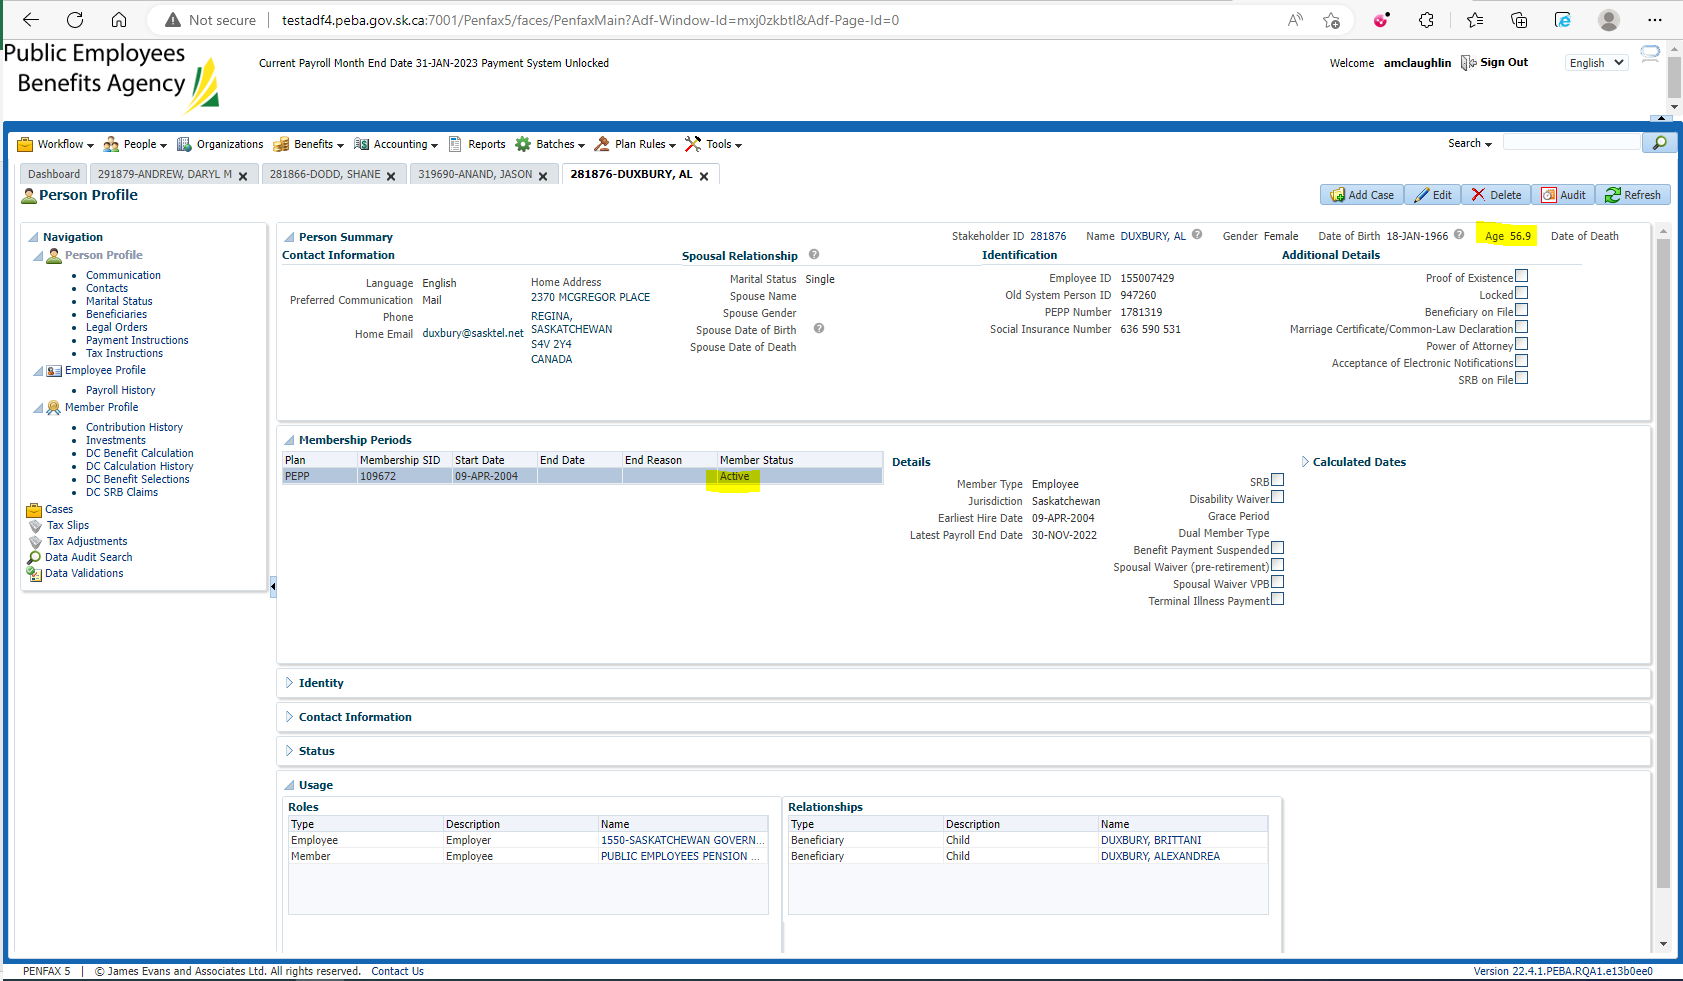 Not secure
testadf4.peba.gov.sk.ca:7001/Penfax5/faces/PenfaxMain?Adf-Window-Id=mxj0zkbtl&Adf-Page-Id=0
Public Employees
Benefits Agency
Current Payroll Month End Date 31-JAN-2023 Payment System Unlocked
Welcome amclaughlin Sign Out English
Workflow People Organizations Benefits Accounting Reports Batches Plan Rules Tools Search
Dashboard 291879-ANDREW, DARYL M 281866-DODD, SHANE 319690-ANAND, JASON 281876-DUXBURY, AL
Person Profile
Add Case Edit Delete Audit Refresh
Navigation
Person Profile
Communication
Contacts
Marital Status
Beneficiaries
Legal Orders
Payment Instructions
Tax Instructions
Employee Profile
Payroll History
Member Profile
Contribution History
Investments
DC Benefit Calculation
DC Calculation History
DC Benefit Selections
DC SRB Claims
Cases
Tax Slips
Tax Adjustments
Data Audit Search
Data Validations
Person Summary
Stakeholder ID 281876 Name DUXBURY, AL Gender Female Date of Birth 18-JAN-1966 Age 56.9 Date of Death
Contact Information
Language English
Preferred Communication Mail
Phone
Home Email duxbury@sasktel.net
Home Address
2370 MCGREGOR PLACE
REGINA,
SASKATCHEWAN
S4V 2Y4
CANADA
Spousal Relationship
Marital Status Single
Spouse Name
Spouse Gender
Spouse Date of Birth
Spouse Date of Death
Identification
Employee ID 155007429
Old System Person ID 947260
PEPP Number 1781319
Social Insurance Number 636 590 531
Additional Details
Proof of Existence
Locked
Beneficiary on File
Marriage Certificate/Common-Law Declaration
Power of Attorney
Acceptance of Electronic Notifications
SRB on File
Membership Periods
Plan Membership SID Start Date End Date End Reason Member Status
PEPP 109672 09-APR-2004 Active
Details
Member Type Employee
Jurisdiction Saskatchewan
Earliest Hire Date 09-APR-2004
Latest Payroll End Date 30-NOV-2022
SRB
Disability Waiver
Grace Period
Dual Member Type
Benefit Payment Suspended
Spousal Waiver (pre-retirement)
Spousal Waiver VPB
Terminal Illness Payment
Calculated Dates
Identity
Contact Information
Status
Usage
Roles
Type Description Name
Employee Employer 1550-SASKATCHEWAN GOVERN...
Member Employee PUBLIC EMPLOYEES PENSION ...
Relationships
Type Description Name
Beneficiary Child DUXBURY, BRITTANI
Beneficiary Child DUXBURY, ALEXANDREA
PENFAX 5 | © James Evans and Associates Ltd. All rights reserved. Contact Us
Version 22.4.1.PEBA.RQA1.e13b0ee0